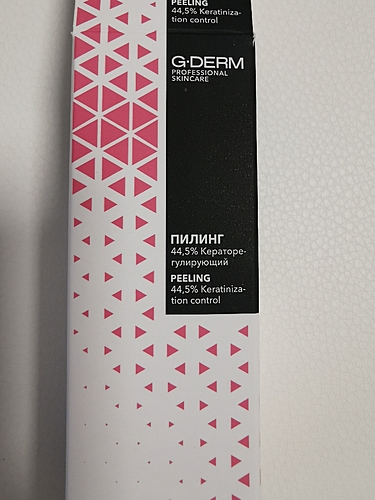 PEELING
44,5% Keratiniza-
tion control
G·DERM
PROFESSIONAL
SKINCARE
ПИЛИНГ
44,5% Кераторе-
гулирующий
PEELING
44,5% Keratiniza-
tion control